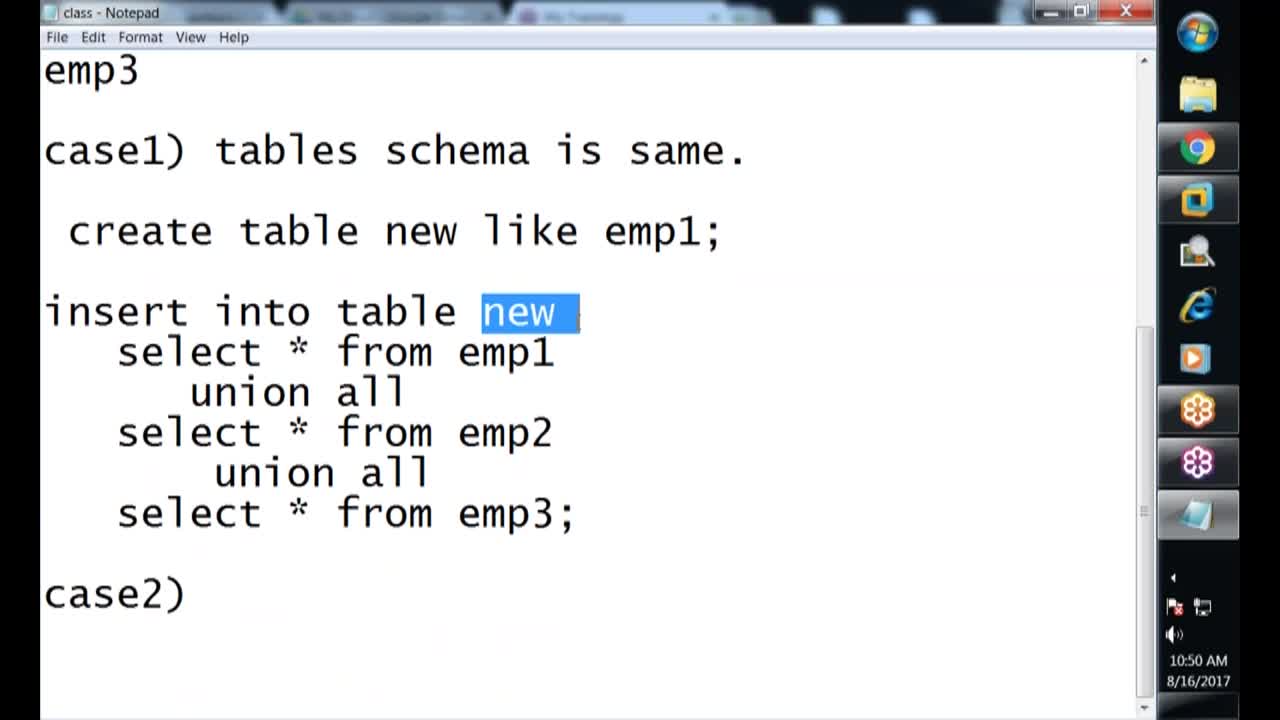 class - Notepad
File Edit Format View Help
emp3
case1) tables schema is same.
create table new like emp1;
insert into table new
select * from emp1
union all
select * from emp2
union all
select * from emp3;
case2)
10:50 AM
8/16/2017